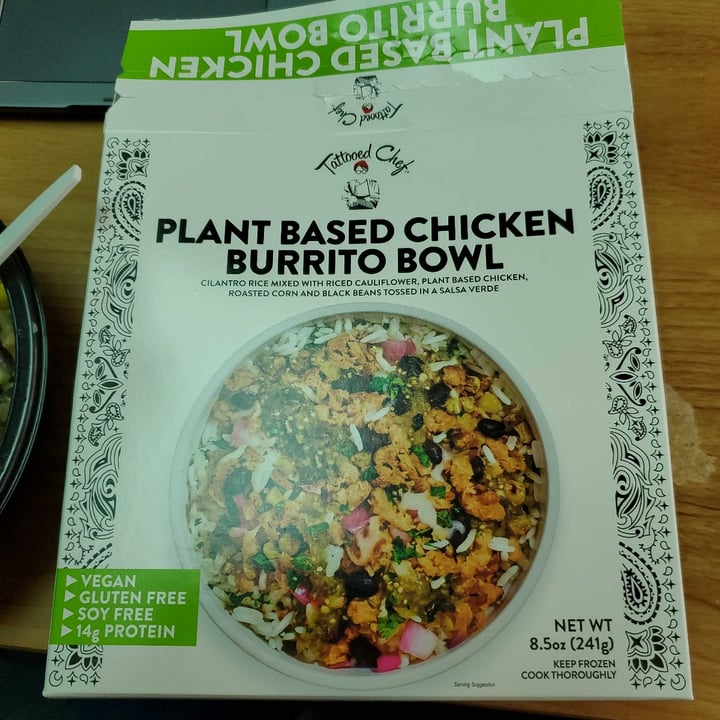 PLANT BASED CHICKEN
BURRITO BOWL
Tattooed Chef
Tattooed Chef
PLANT BASED CHICKEN
BURRITO BOWL
CILANTRO RICE MIXED WITH RICED CAULIFLOWER, PLANT BASED CHICKEN,
ROASTED CORN AND BLACK BEANS TOSSED IN A SALSA VERDE
▶ VEGAN
▶ GLUTEN FREE
▶ SOY FREE
▶ 14g PROTEIN
NET WT
8.5oz (241g)
KEEP FROZEN
COOK THOROUGHLY
Serving Suggestion